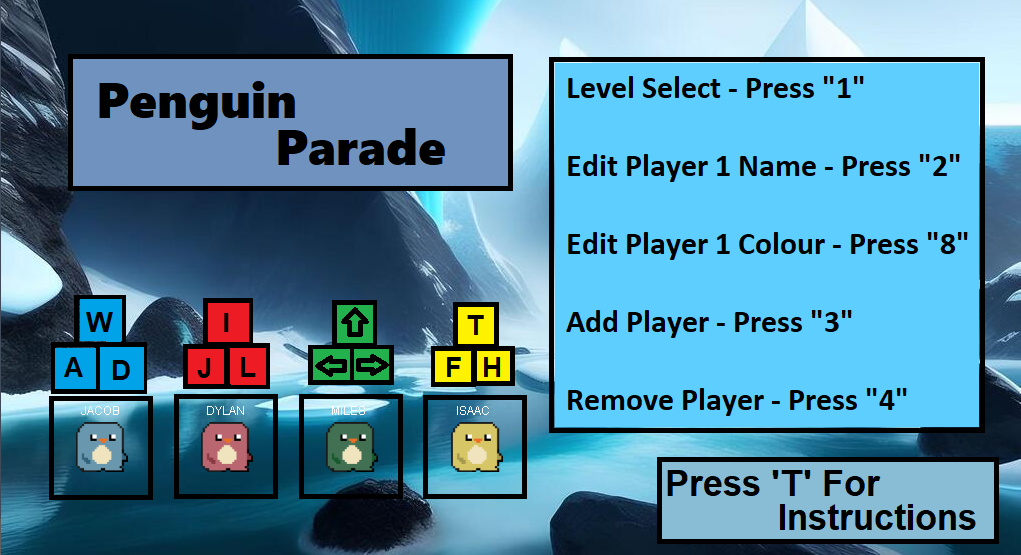 Penguin
Parade
Level Select - Press "1"
Edit Player 1 Name - Press "2"
Edit Player 1 Colour - Press "8"
Add Player - Press "3"
Remove Player - Press "4"
W
A D
I
J L
T
F H
JACOB
DYLAN
MILES
ISAAC
Press 'T' For
Instructions